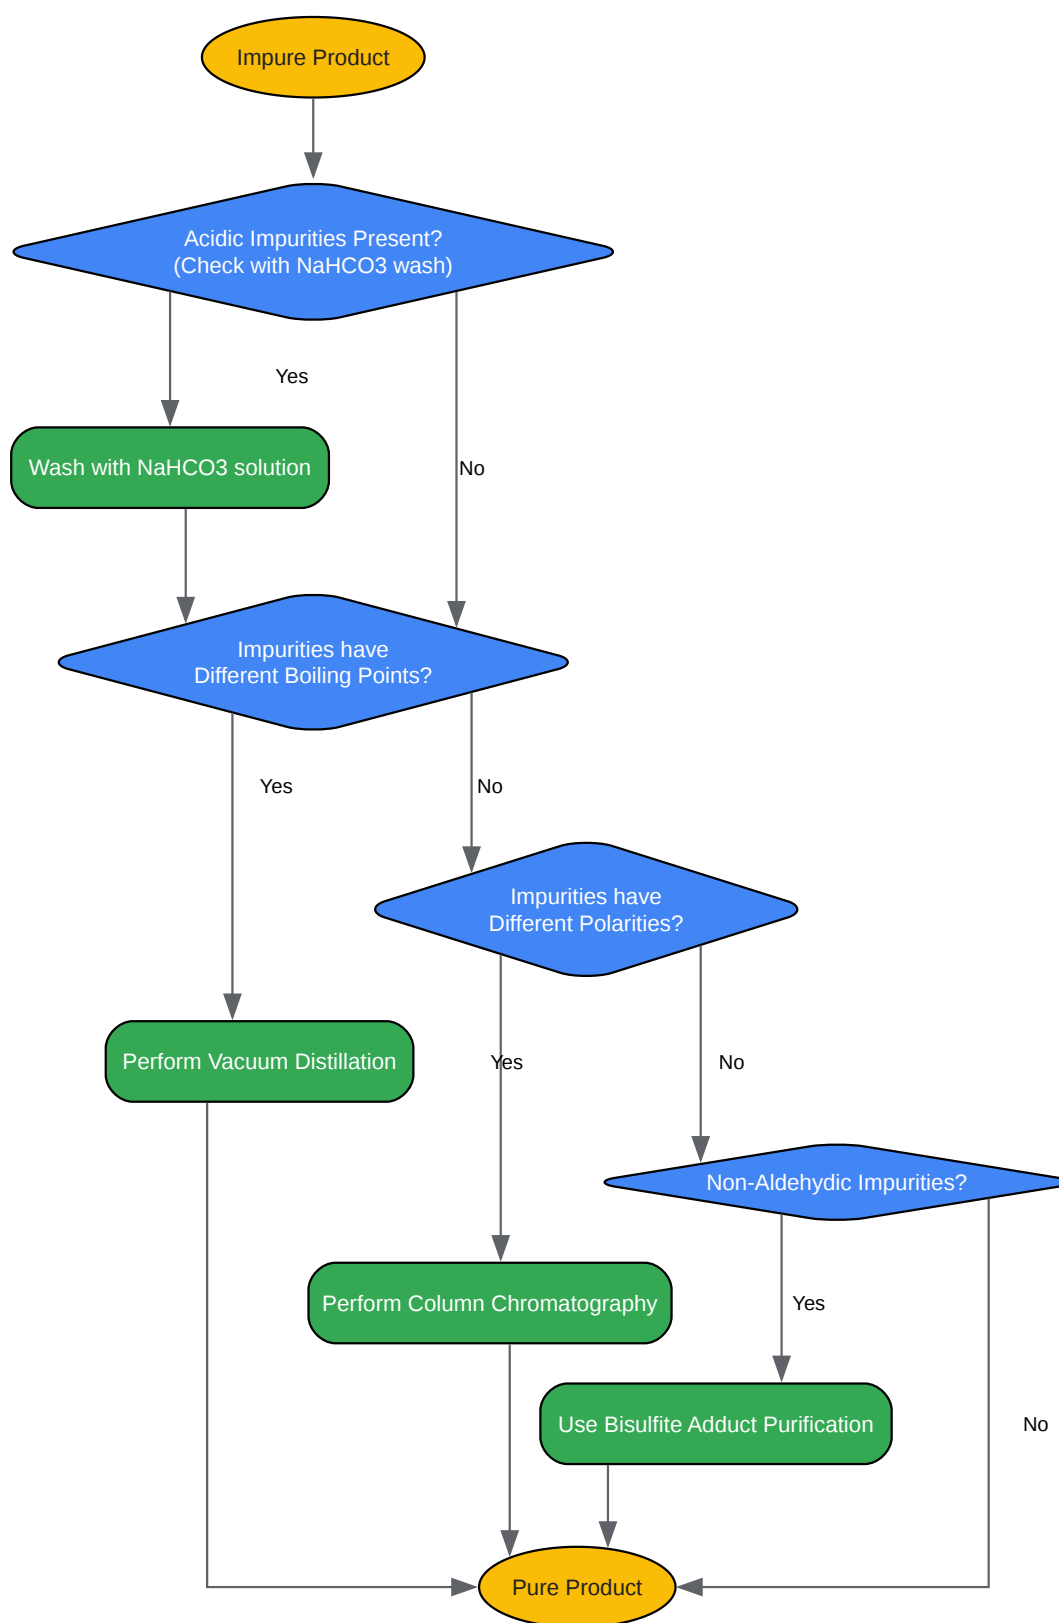 Impure Product
Acidic Impurities Present?
(Check with NaHCO3 wash)
Yes
Wash with NaHCO3 solution
No
Impurities have
Different Boiling Points?
Yes
No
Impurities have
Different Polarities?
Perform Vacuum Distillation
Yes
No
Non-Aldehydic Impurities?
Perform Column Chromatography
Yes
Use Bisulfite Adduct Purification
No
Pure Product